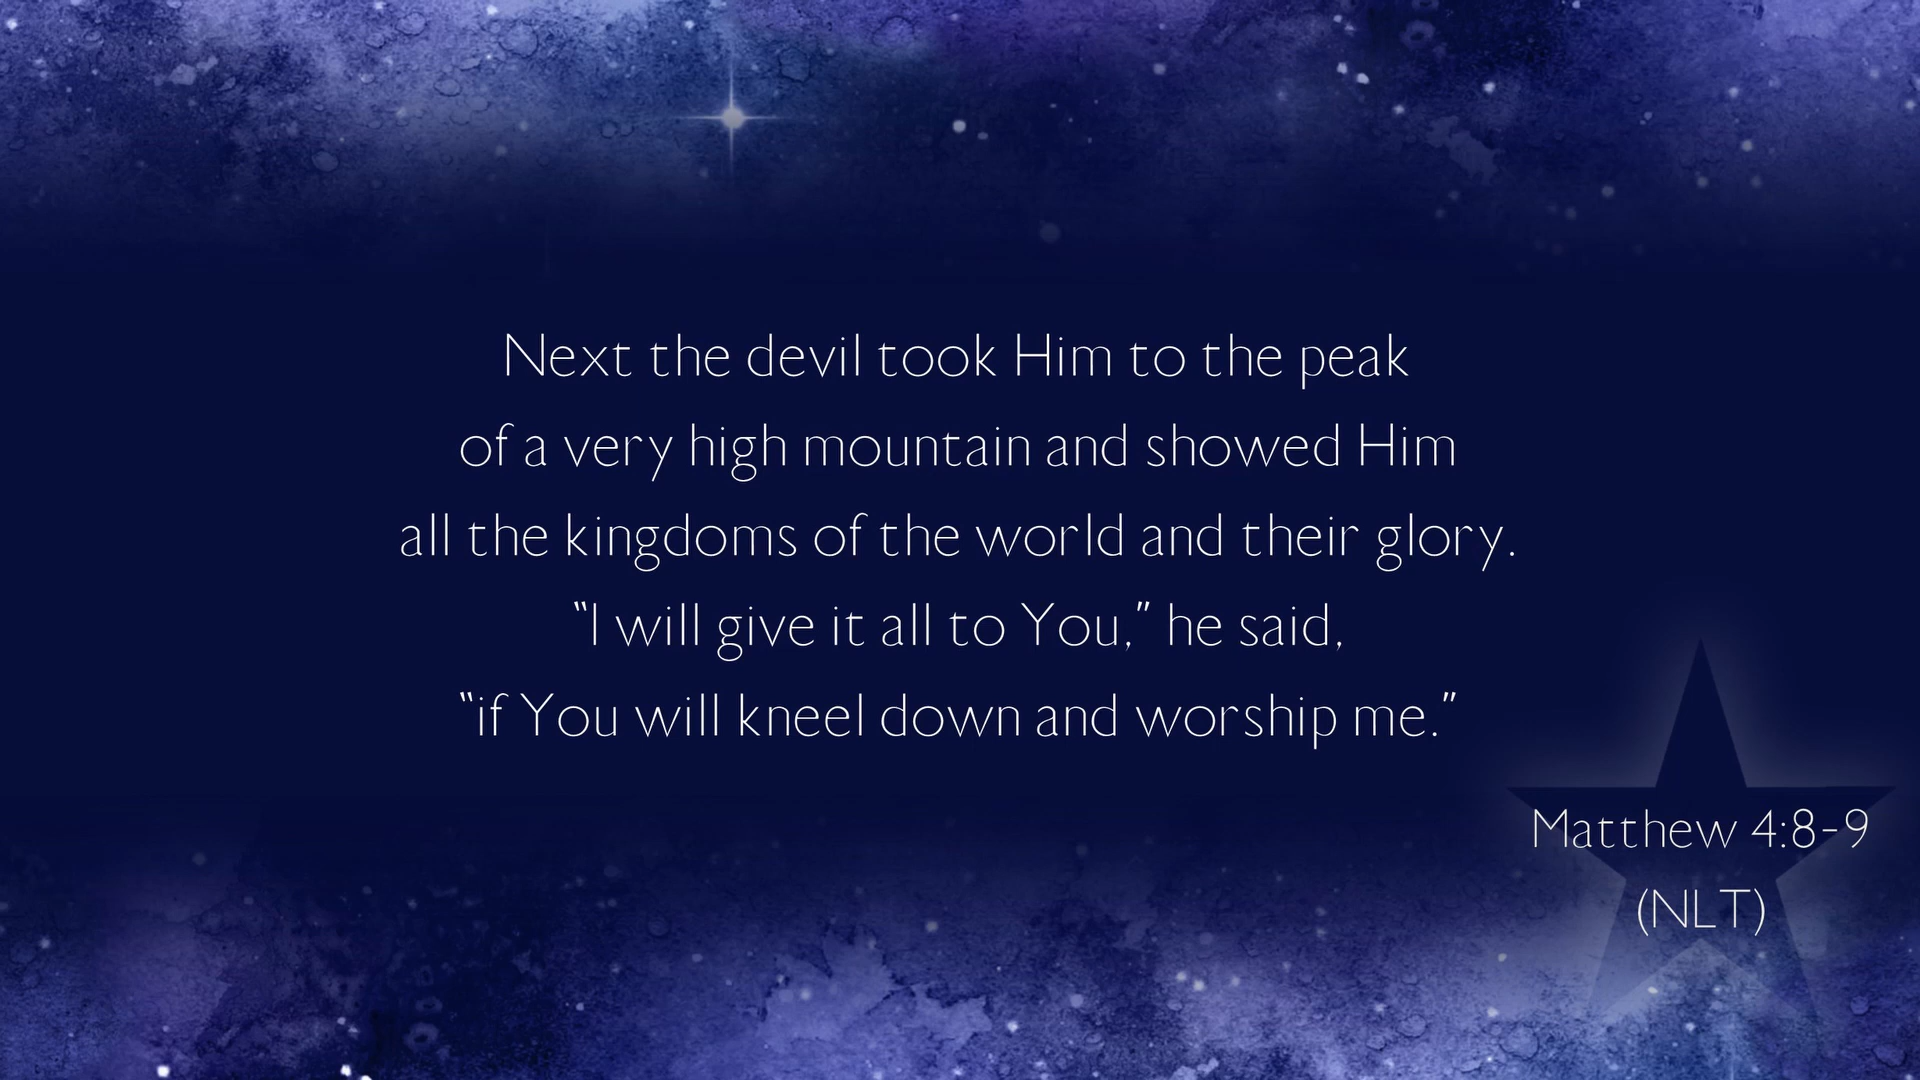 Next the devil took Him to the peak
of a very high mountain and showed Him
all the kingdoms of the world and their glory.
“I will give it all to You,” he said,
“if You will kneel down and worship me.”
Matthew 4:8-9
(NLT)